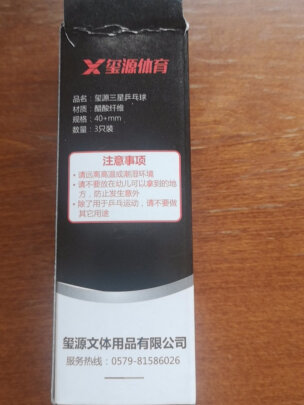 X玺源体育
品名：玺源三星乒乓球
材质：醋酸纤维
规格：40+mm
数量：3只装
注意事项
• 请远离高温或潮湿环境
• 请不要放在幼儿可以拿到的地
方，防止发生意外
• 除了用于乒乓运动，请不要做
其它用途
玺源文体用品有限公司
服务热线：0579-81586026